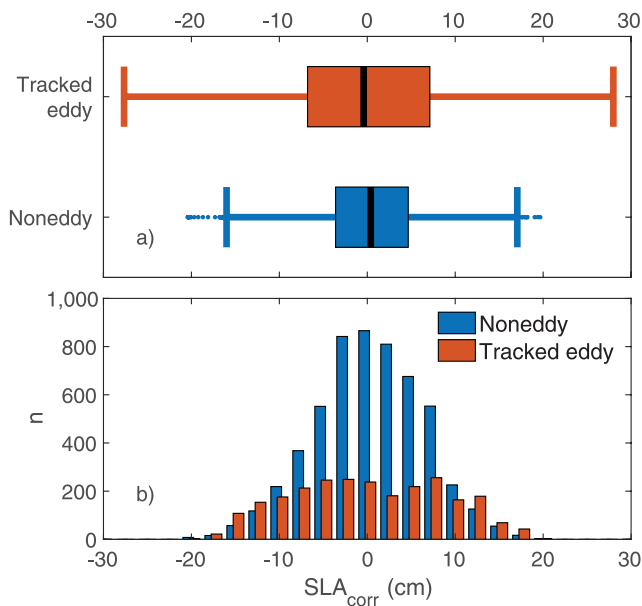 -30 -20 -10 0 10 20 30
Tracked
eddy
Noneddy
a)
1,000
800
600
400
200
0
n
Noneddy
Tracked eddy
b)
-30 -20 -10 0 10 20 30
SLAcorr (cm)